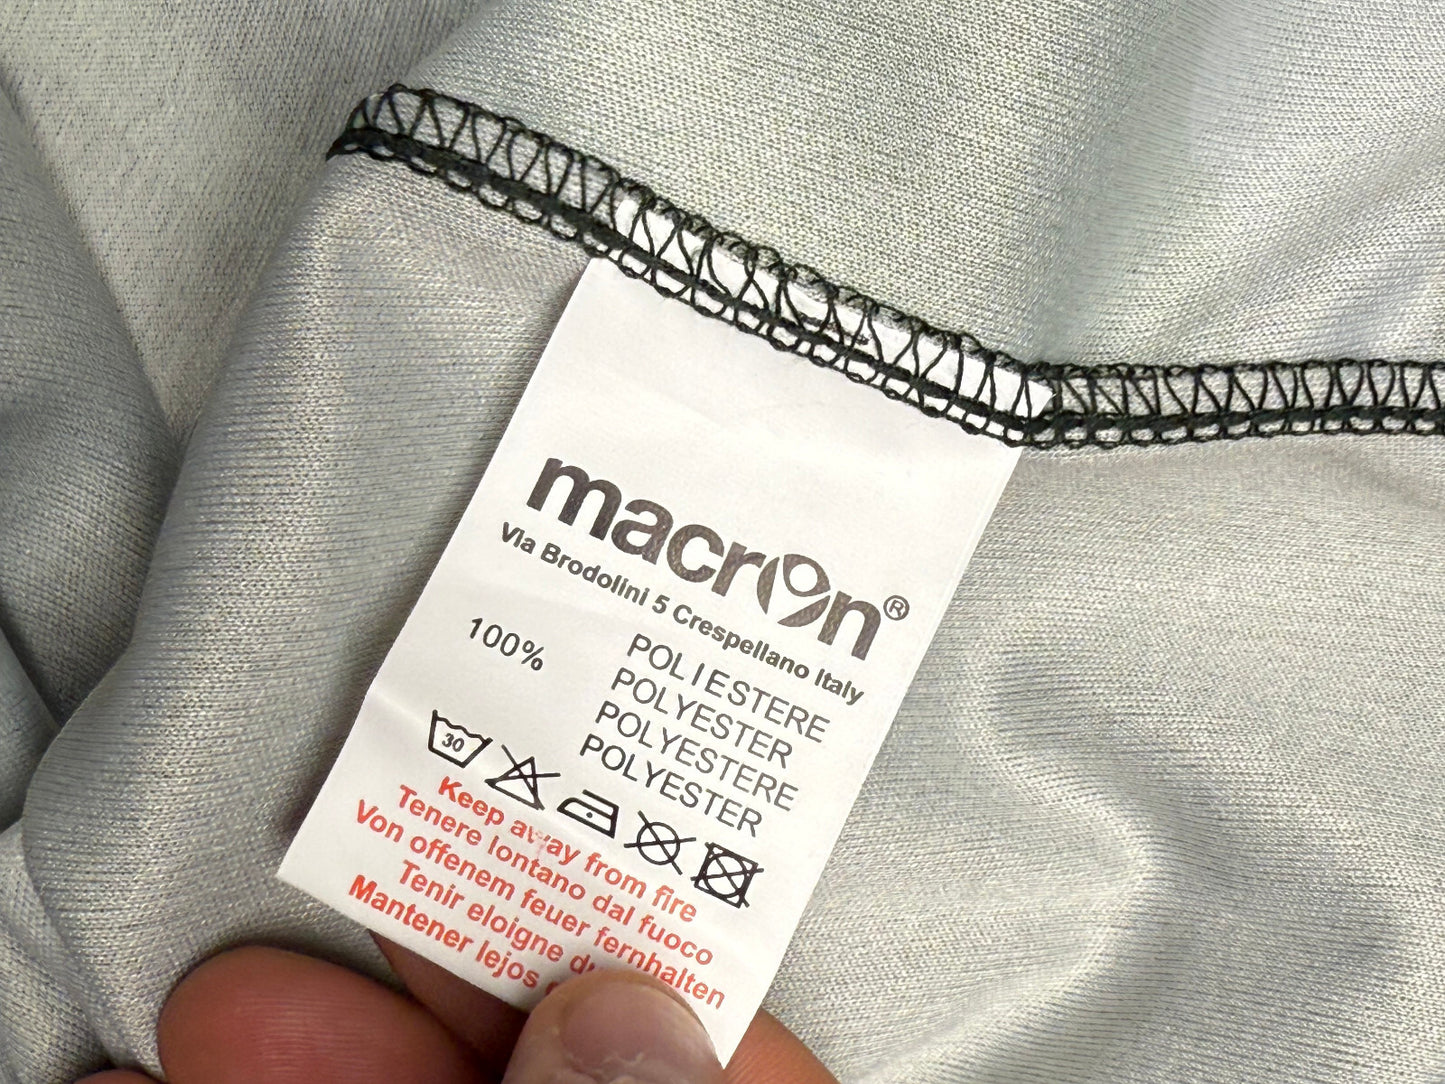 macron®
Via Brodolini 5 Crespellano Italy
100% POLIESTERE
POLYESTER
POLYESTERE
POLYESTER
30
Keep away from fire
Tenere lontano dal fuoco
Von offenem feuer fernhalten
Tenir eloigne
Mantener lejos